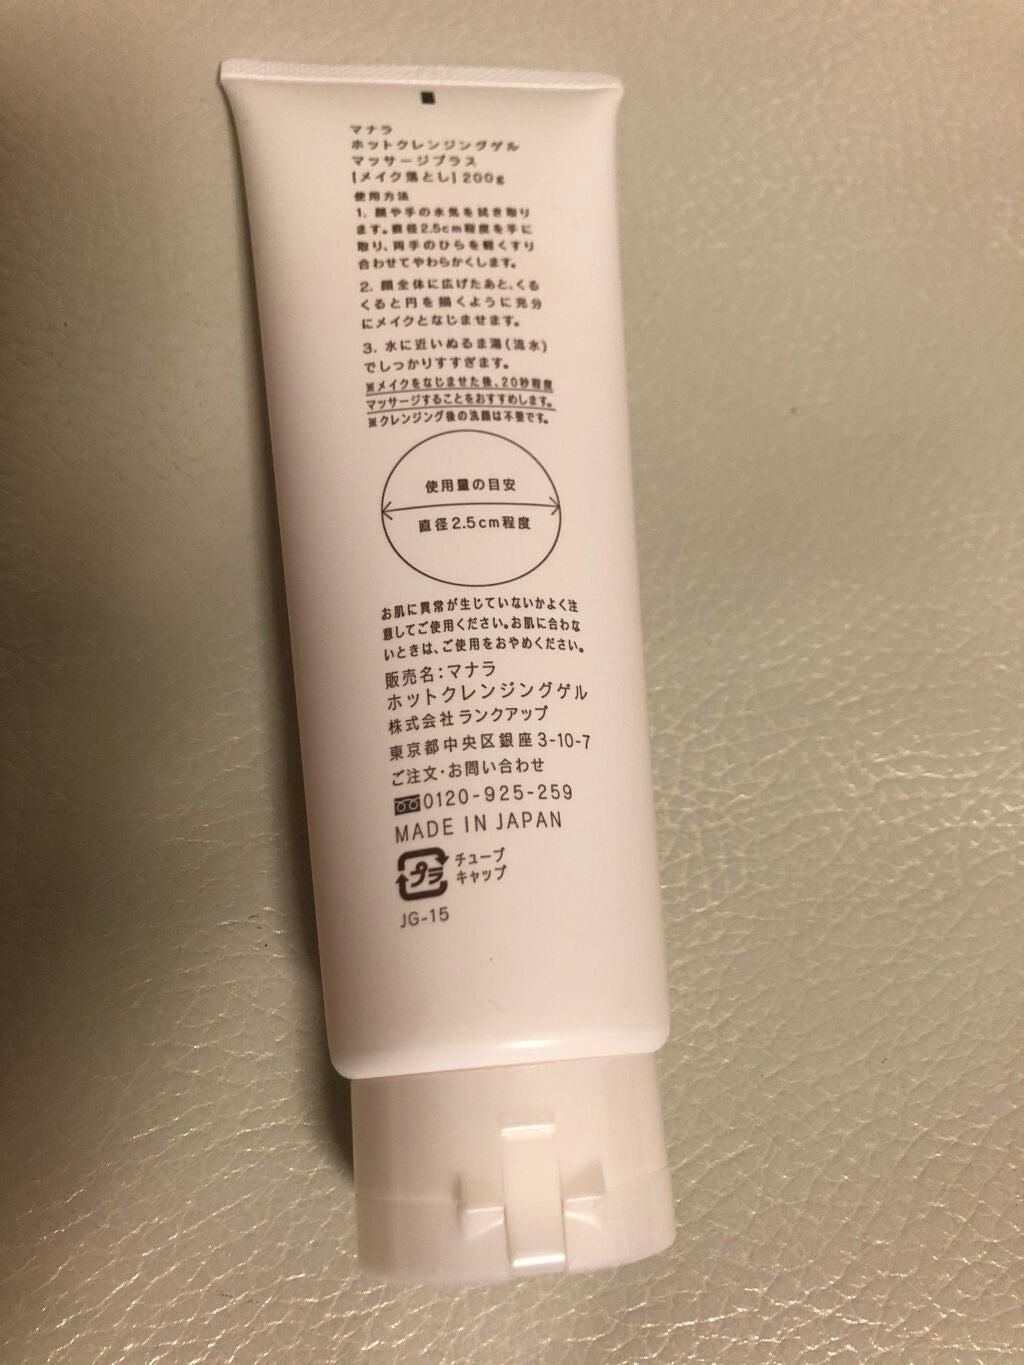 マナラ
ホットクレンジングゲル
マッサージプラス
[メイク落とし] 200g
使用方法
1. 顔や手の水気を拭き取り
ます。直径2.5cm程度を手に
取り、両手のひらを軽くすり
合わせてやわらかくします。
2. 顔全体に広げたあと、くる
くると円を描くように充分
にメイクとなじませます。
3. 水に近いぬるま湯(流水)
でしっかりすすぎます。
※メイクをなじませた後、20秒程度
マッサージすることをおすすめします。
※クレンジング後の洗顔は不要です。
使用量の目安
直径2.5cm程度
お肌に異常が生じていないかよく注
意してご使用ください。お肌に合わな
いときは、ご使用をおやめください。
販売名：マナラ
ホットクレンジングゲル
株式会社ランクアップ
東京都中央区銀座3-10-7
ご注文・お問い合わせ
0120-925-259
MADE IN JAPAN
プラ チューブ
キャップ
JG-15